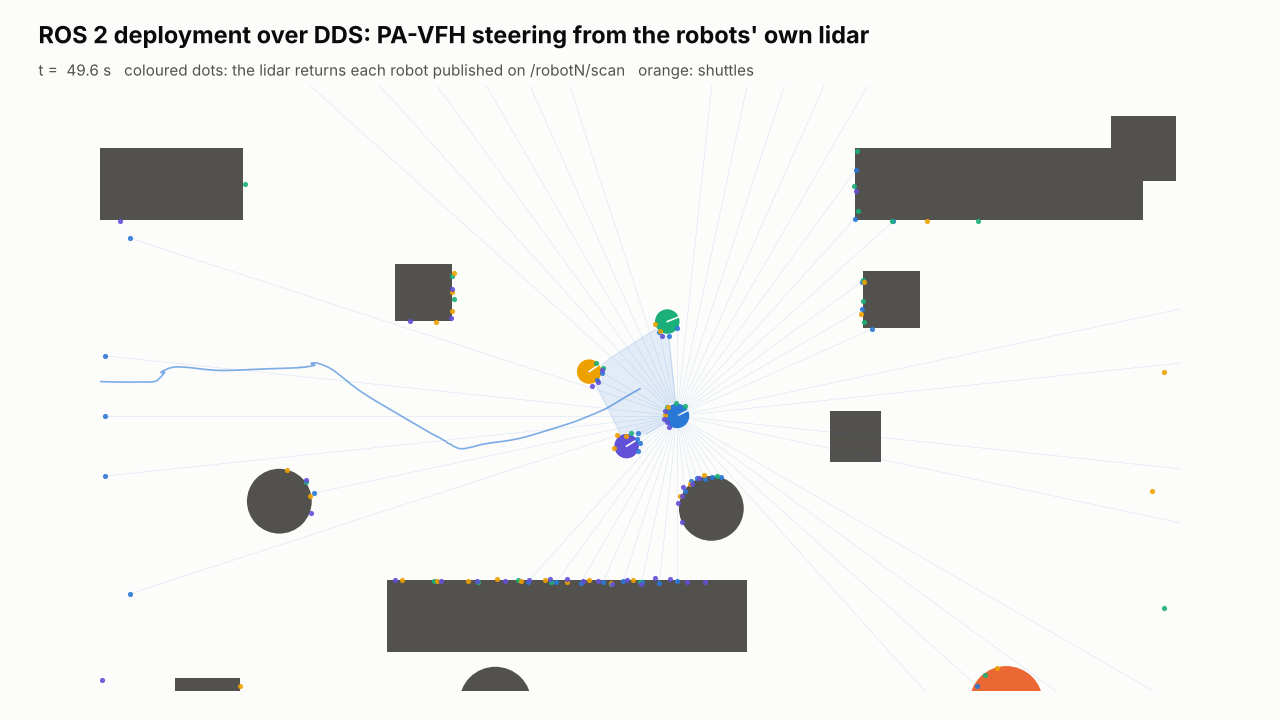 ROS 2 deployment over DDS: PA-VFH steering from the robots' own lidar
t =  49.6 s   coloured dots: the lidar returns each robot published on /robotN/scan   orange: shuttles